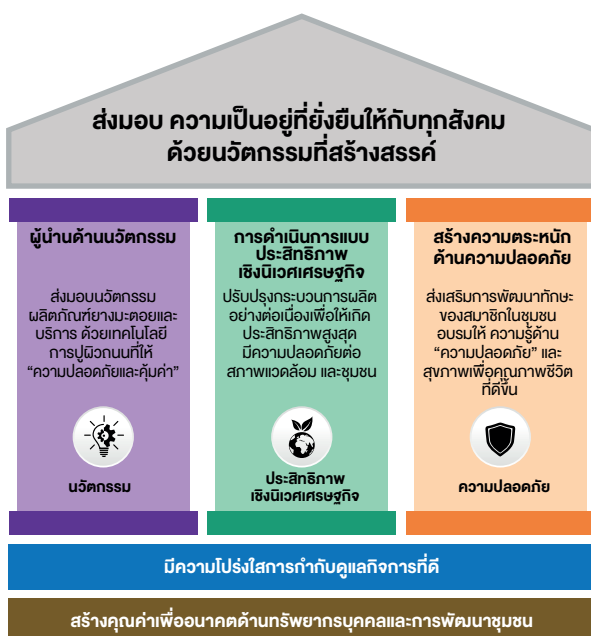 ส่งมอบ ความเป็นอยู่ที่ยั่งยืนให้กับทุกสังคม
ด้วยนวัตกรรมที่สร้างสรรค์
ผู้นำนด้านนวัตกรรม
ส่งมอบนวัตกรรม
ผลิตภัณฑ์ยางมะตอยและ
บริการ ด้วยเทคโนโลยี
การปูผิวถนนที่ให้
“ความปลอดภัยและคุ้มค่า”
นวัตกรรม
การดำเนินการแบบ
ประสิทธิภาพ
เชิงนิเวศเศรษฐกิจ
ปรับปรุงกระบวนการผลิต
อย่างต่อเนื่องเพื่อให้เกิด
ประสิทธิภาพสูงสุด
มีความปลอดภัยต่อ
สภาพแวดล้อม และชุมชน
ประสิทธิภาพ
เชิงนิเวศเศรษฐกิจ
สร้างความตระหนัก
ด้านความปลอดภัย
ส่งเสริมการพัฒนาทักษะ
ของสมาชิกในชุมชน
อบรมให้ ความรู้ด้าน
“ความปลอดภัย” และ
สุขภาพเพื่อคุณภาพชีวิต
ที่ดีขึ้น
ความปลอดภัย
มีความโปร่งใสการกำกับดูแลกิจการที่ดี
สร้างคุณค่าเพื่ออนาคตด้านทรัพยากรบุคคลและการพัฒนาชุมชน